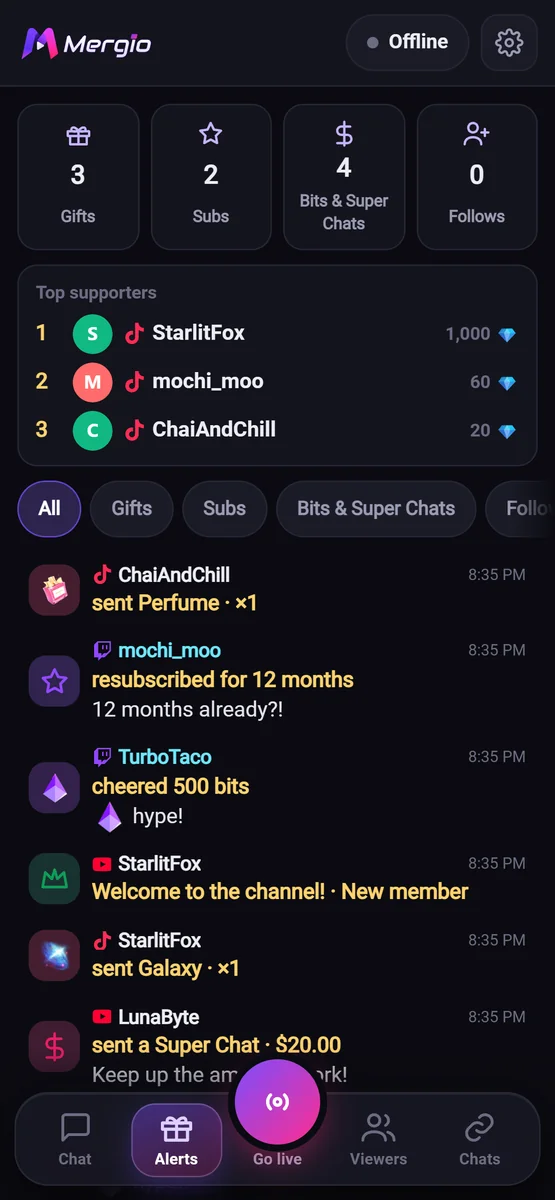 Mergio
Offline
3
Gifts
2
Subs
4
Bits & Super
Chats
0
Follows
Top supporters
1 S StarlitFox 1,000
2 M mochi_moo 60
3 C ChaiAndChill 20
All Gifts Subs Bits & Super Chats
ChaiAndChill 8:35 PM
sent Perfume · ×1
mochi_moo 8:35 PM
resubscribed for 12 months
12 months already?!
TurboTaco 8:35 PM
cheered 500 bits
hype!
StarlitFox 8:35 PM
Welcome to the channel! · New member
StarlitFox 8:35 PM
sent Galaxy · ×1
LunaByte 8:35 PM
sent a Super Chat · $20.00
Keep up the
Chat Alerts Go live Viewers Chats